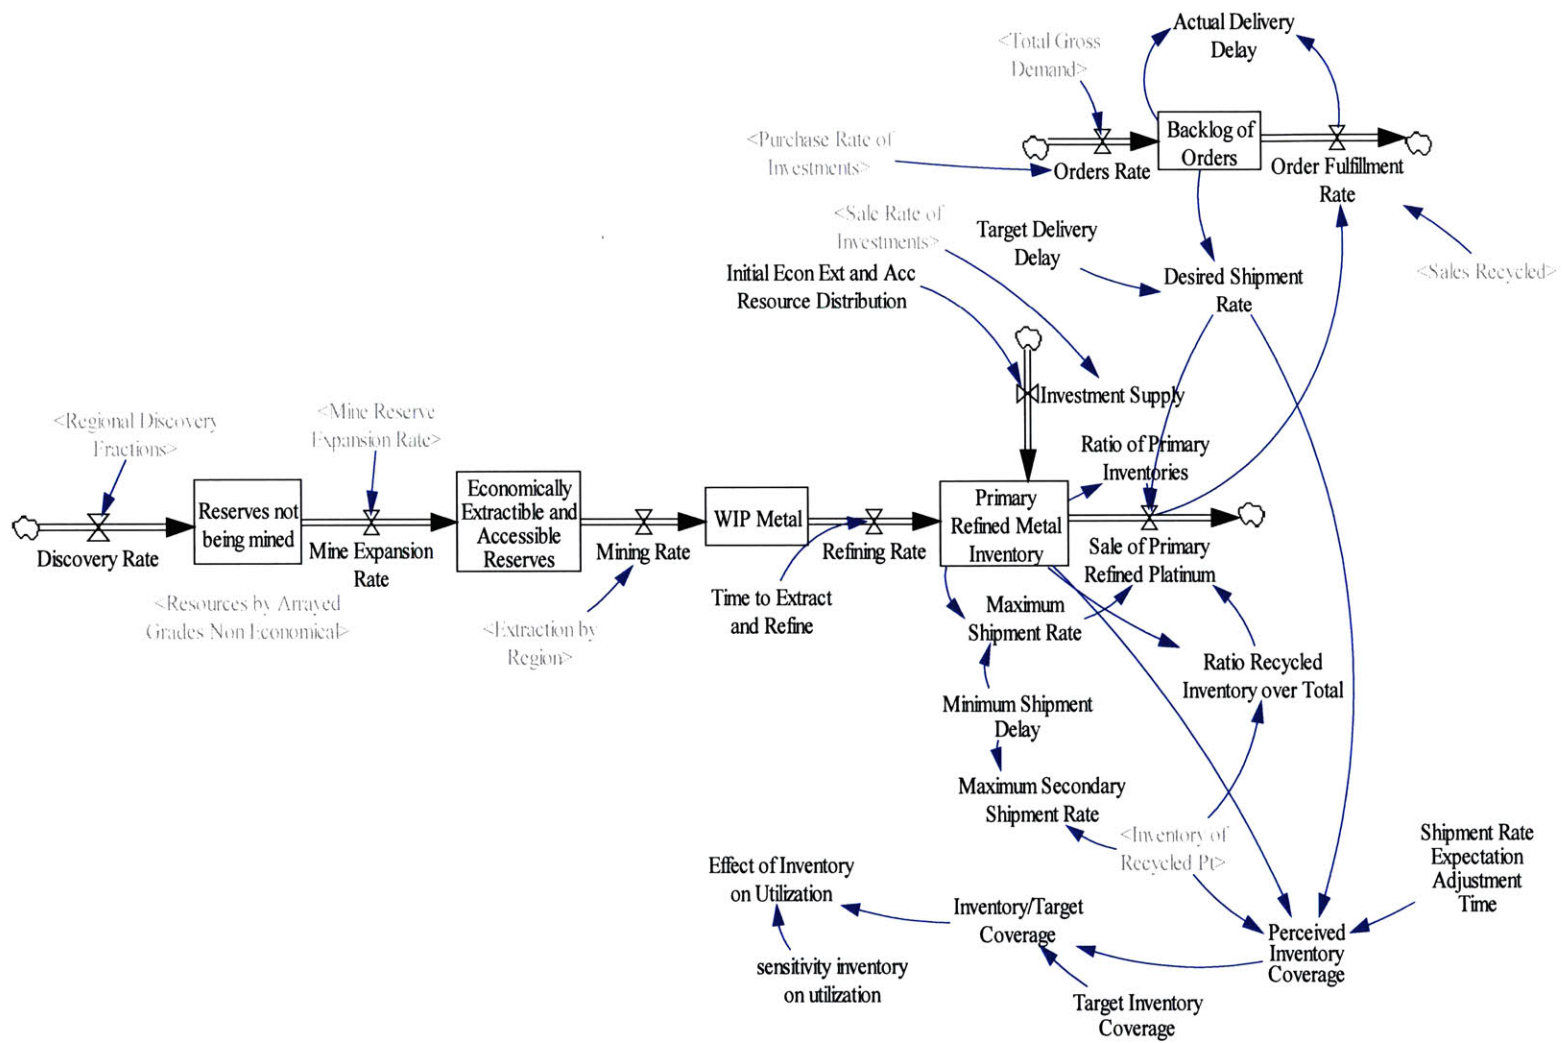 Actual Delivery
Delay
<Total Gross
Demand>
Backlog of
Orders
<Purchase Rate of
Investments>
Orders Rate
Order Fulfillment
Rate
<Sale Rate of
Investments>
Target Delivery
Delay
<Sales Recycled>
Initial Econ Ext and Acc
Resource Distribution
Desired Shipment
Rate
Investment Supply
<Regional Discovery
Fractions>
<Mine Reserve
Expansion Rate>
Ratio of Primary
Inventories
Reserves not
being mined
Economically
Extractible and
Accessible
Reserves
WIP Metal
Primary
Refined Metal
Inventory
Discovery Rate
Mine Expansion
Rate
Mining Rate
Refining Rate
Sale of Primary
Refined Platinum
<Resources by Arrayed
Grades Non Economical>
<Extraction by
Region>
Time to Extract
and Refine
Maximum
Shipment Rate
Ratio Recycled
Inventory over Total
Minimum Shipment
Delay
Maximum Secondary
Shipment Rate
<Inventory of
Recycled Pt>
Shipment Rate
Expectation
Adjustment
Time
Effect of Inventory
on Utilization
Inventory/Target
Coverage
Perceived
Inventory
Coverage
sensitivity inventory
on utilization
Target Inventory
Coverage